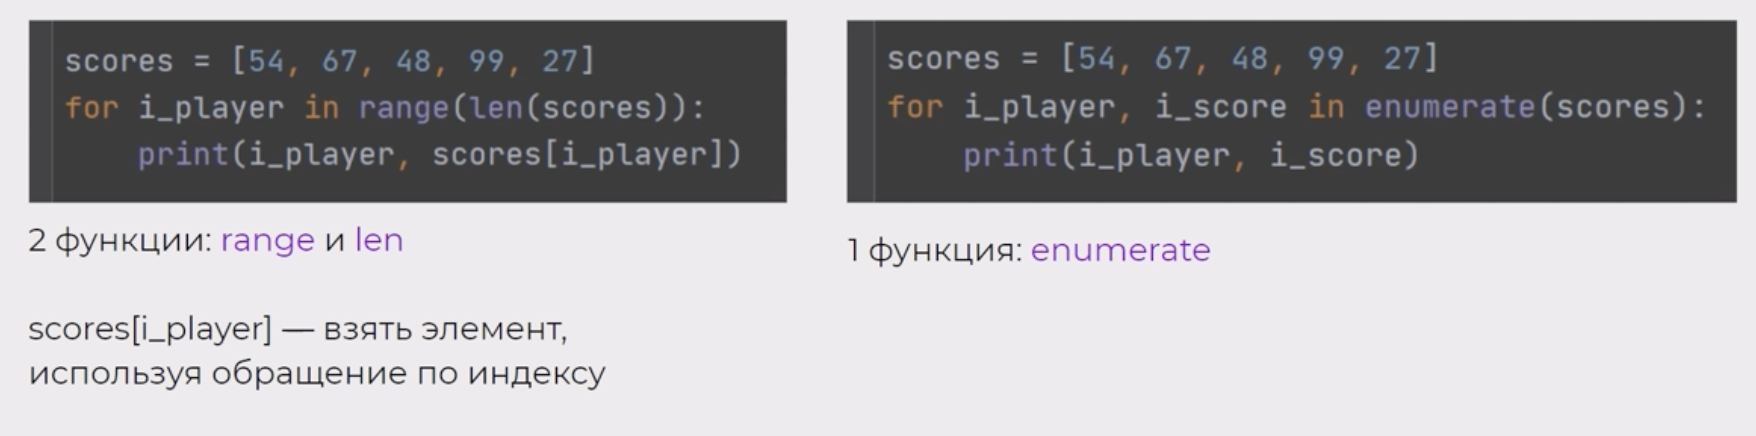 scores = [54, 67, 48, 99, 27]
for i_player in range(len(scores)):
    print(i_player, scores[i_player])
2 функции: range и len
scores[i_player] — взять элемент,
используя обращение по индексу
scores = [54, 67, 48, 99, 27]
for i_player, i_score in enumerate(scores):
    print(i_player, i_score)
1 функция: enumerate